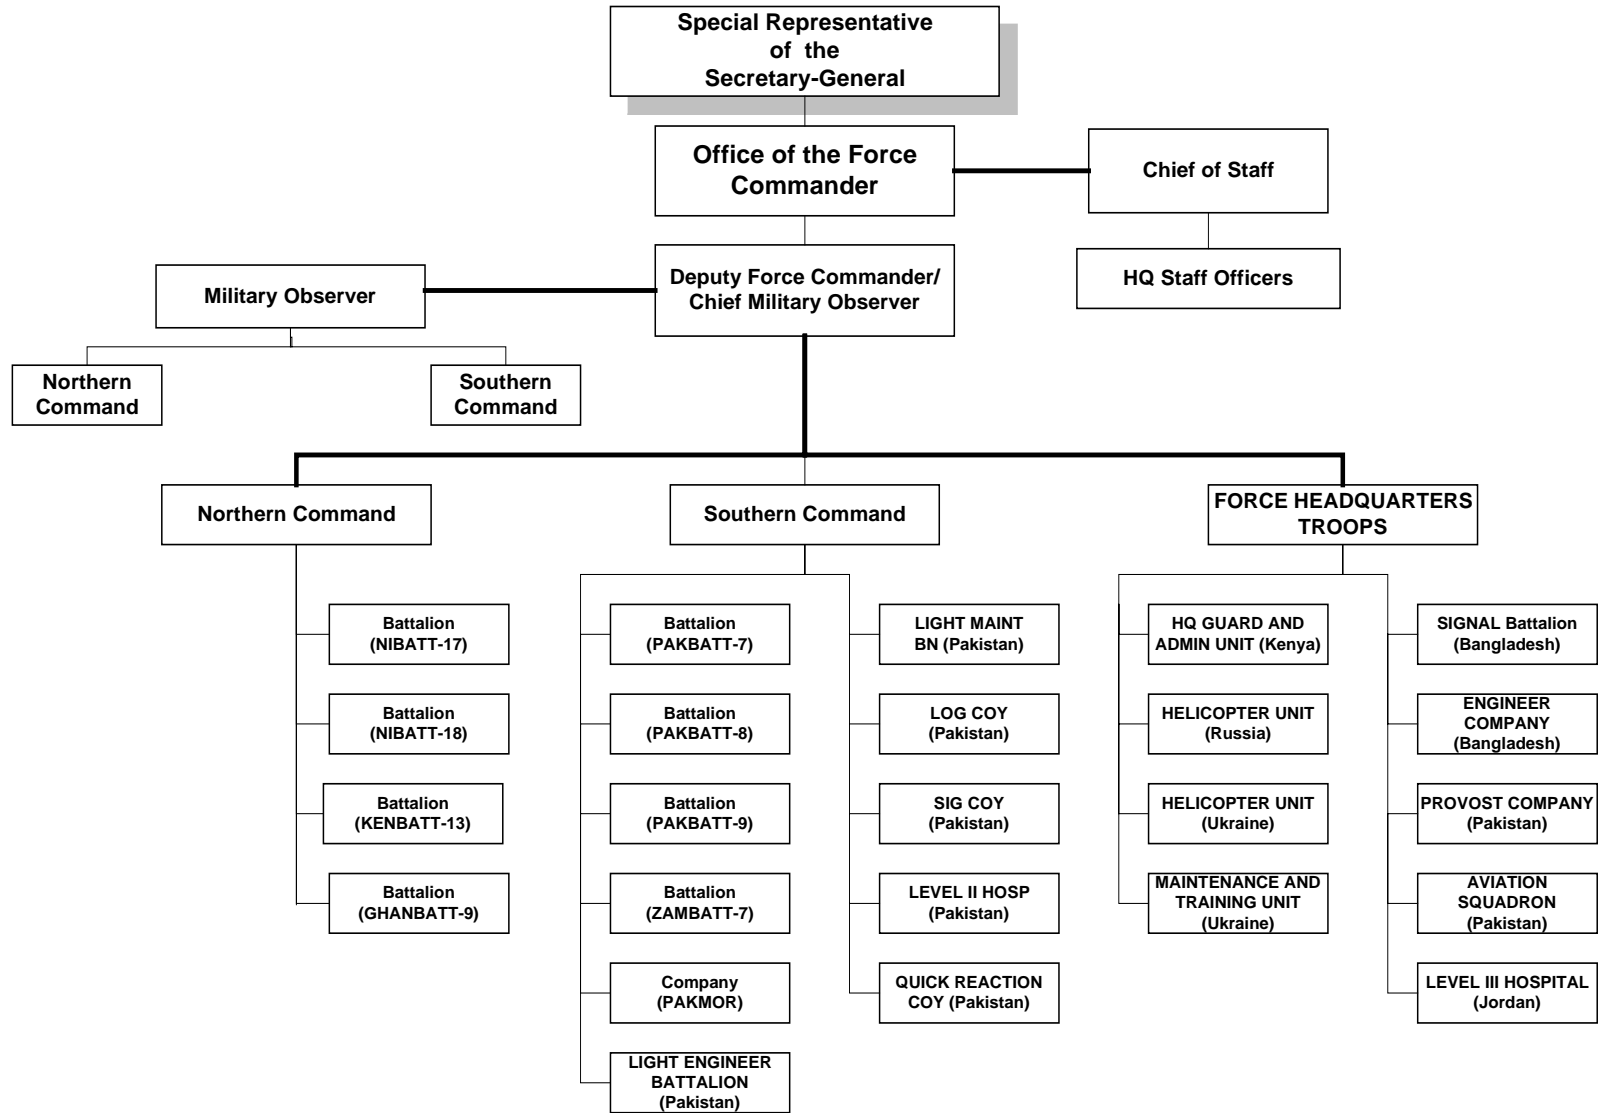 Special Representative
of the
Secretary-General
Office of the Force
Commander
Chief of Staff
Deputy Force Commander/
Chief Military Observer
HQ Staff Officers
Military Observer
Northern
Command
Southern
Command
Northern Command
Southern Command
FORCE HEADQUARTERS
TROOPS
Battalion
(NIBATT-17)
Battalion
(NIBATT-18)
Battalion
(KENBATT-13)
Battalion
(GHANBATT-9)
Battalion
(PAKBATT-7)
Battalion
(PAKBATT-8)
Battalion
(PAKBATT-9)
Battalion
(ZAMBATT-7)
Company
(PAKMOR)
LIGHT ENGINEER
BATTALION
(Pakistan)
LIGHT MAINT
BN (Pakistan)
LOG COY
(Pakistan)
SIG COY
(Pakistan)
LEVEL II HOSP
(Pakistan)
QUICK REACTION
COY (Pakistan)
HQ GUARD AND
ADMIN UNIT (Kenya)
HELICOPTER UNIT
(Russia)
HELICOPTER UNIT
(Ukraine)
MAINTENANCE AND
TRAINING UNIT
(Ukraine)
SIGNAL Battalion
(Bangladesh)
ENGINEER
COMPANY
(Bangladesh)
PROVOST COMPANY
(Pakistan)
AVIATION
SQUADRON
(Pakistan)
LEVEL III HOSPITAL
(Jordan)